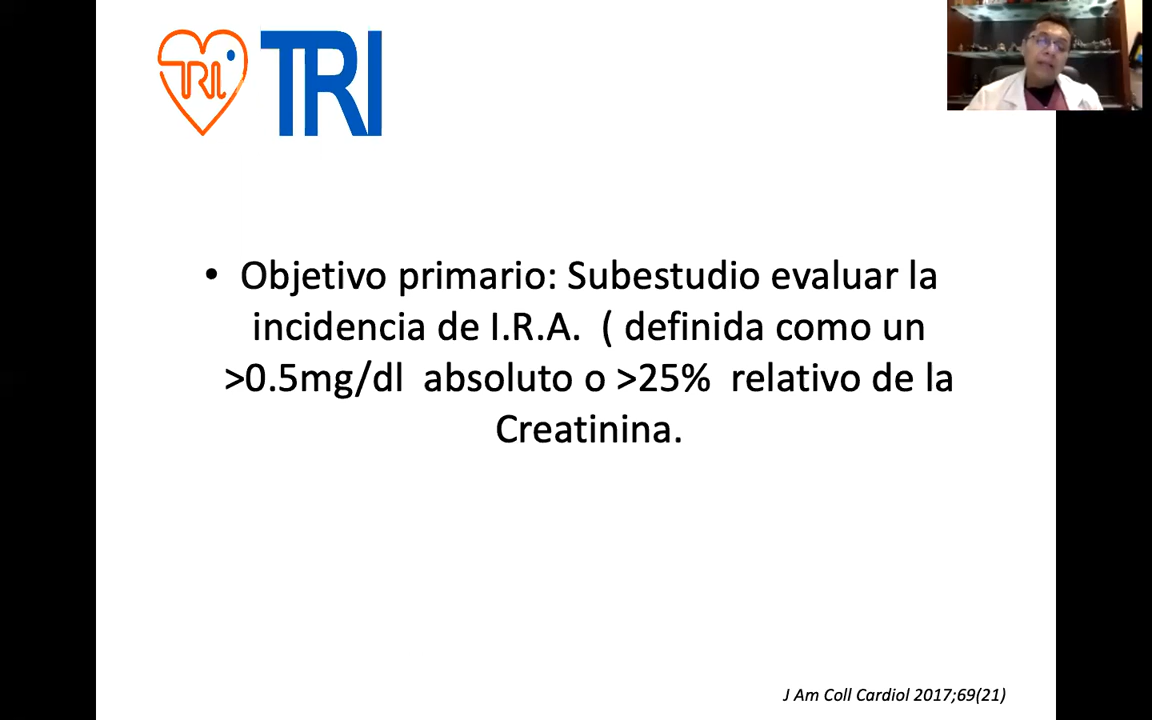 TRI TRI
• Objetivo primario: Subestudio evaluar la
incidencia de I.R.A. ( definida como un
>0.5mg/dl absoluto o >25% relativo de la
Creatinina.
J Am Coll Cardiol 2017;69(21)